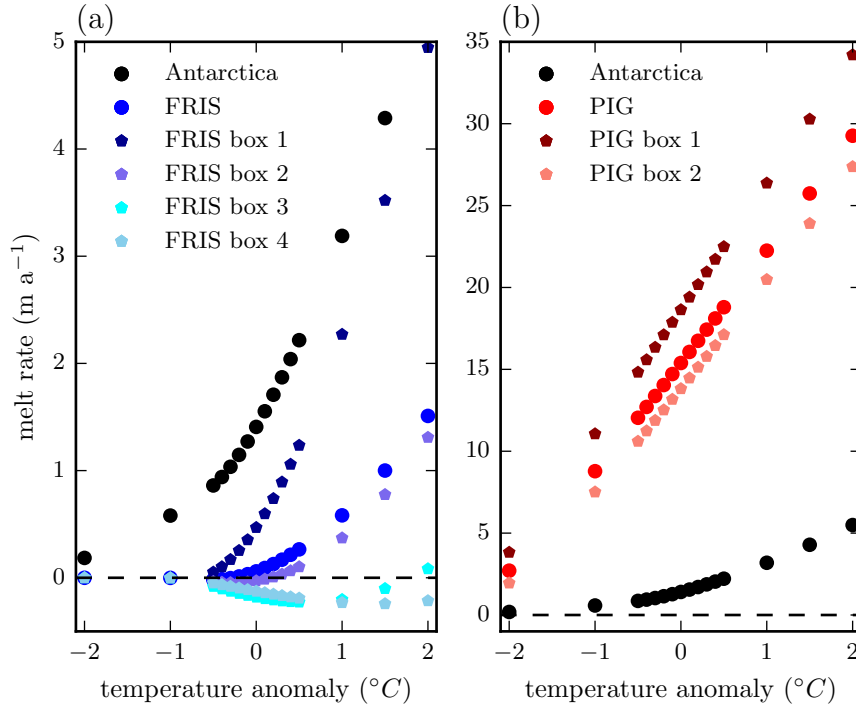 (a)
5
4
3
2
1
0
melt rate (m a⁻¹)
Antarctica
FRIS
FRIS box 1
FRIS box 2
FRIS box 3
FRIS box 4
−2
−1
0
1
2
temperature anomaly (°C)
(b)
35
30
25
20
15
10
5
0
Antarctica
PIG
PIG box 1
PIG box 2
−2
−1
0
1
2
temperature anomaly (°C)